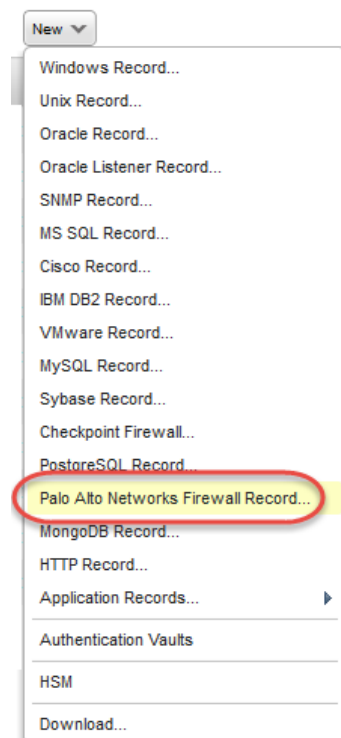 New
Windows Record...
Unix Record...
Oracle Record...
Oracle Listener Record...
SNMP Record...
MS SQL Record...
Cisco Record...
IBM DB2 Record...
VMware Record...
MySQL Record...
Sybase Record...
Checkpoint Firewall...
PostgreSQL Record...
Palo Alto Networks Firewall Record...
MongoDB Record...
HTTP Record...
Application Records...
Authentication Vaults
HSM
Download...